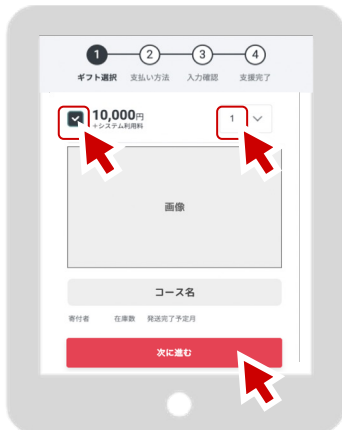 1 2 3 4
ギフト選択 支払い方法 入力確認 支援完了
10,000円 1
+システム利用料
画像
コース名
寄付者 在庫数 発送完了予定月
次に進む